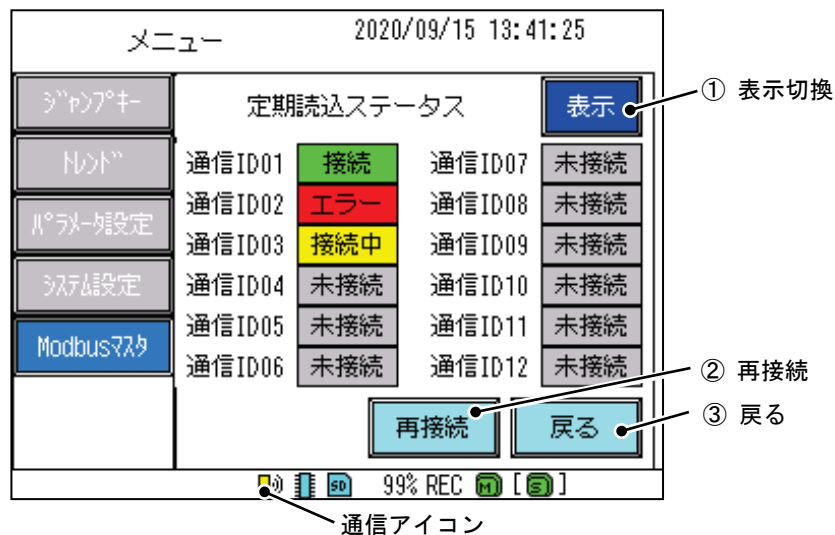 メニュー 2020/09/15 13:41:25
ｼﾞｬﾝﾌﾟｷｰ
ﾄﾚﾝﾄﾞ
ﾊﾟﾗﾒｰﾀ設定
ｼｽﾃﾑ設定
Modbusﾏｽﾀ
定期読込ステータス 表示
通信ID01 接続 通信ID07 未接続
通信ID02 エラー 通信ID08 未接続
通信ID03 接続中 通信ID09 未接続
通信ID04 未接続 通信ID10 未接続
通信ID05 未接続 通信ID11 未接続
通信ID06 未接続 通信ID12 未接続
再接続 戻る
SD 99% REC M [S]
① 表示切換
② 再接続
③ 戻る
通信アイコン